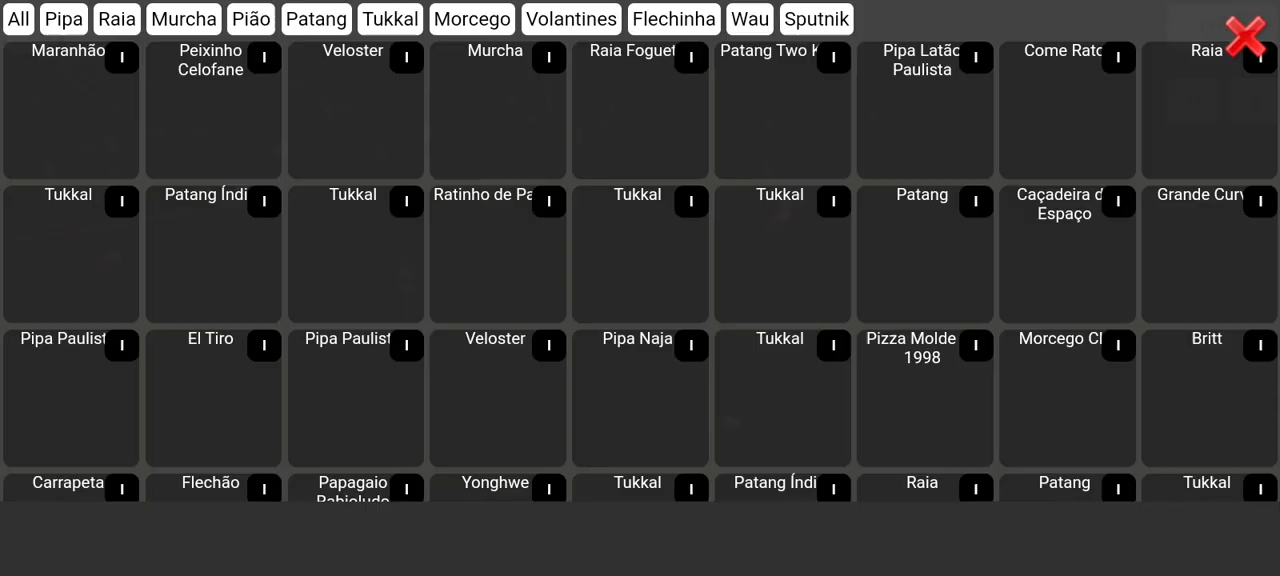 All Pipa Raia Murcha Pião Patang Tukkal Morcego Volantines Flechinha Wau Sputnik
Maranhão I Peixinho I Veloster I Murcha I Raia Foguet I Patang Two K I Pipa Latão I Come Rato I Raia I
Celofane Paulista
Tukkal I Patang Índi I Tukkal I Ratinho de Pa I Tukkal I Tukkal I Patang I Caçadeira d I Grande Curv I
Espaço
Pipa Paulist I El Tiro I Pipa Paulist I Veloster I Pipa Naja I Tukkal I Pizza Molde I Morcego Cl I Britt I
1998
Carrapeta I Flechão I Papagaio I Yonghwe I Tukkal I Patang Índi I Raia I Patang I Tukkal I
Rabioludo